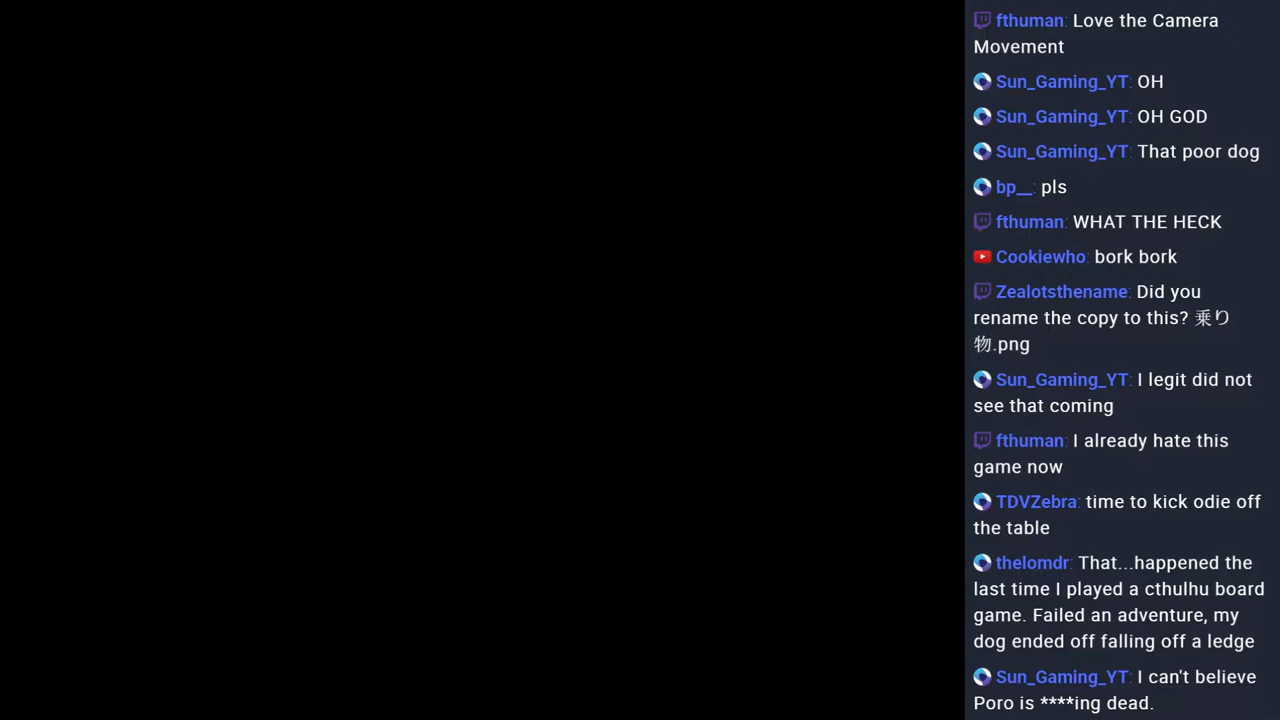 fthuman: Love the Camera
Movement
Sun_Gaming_YT: OH
Sun_Gaming_YT: OH GOD
Sun_Gaming_YT: That poor dog
bp__: pls
fthuman: WHAT THE HECK
Cookiewho: bork bork
Zealotsthename: Did you
rename the copy to this? 乗り
物.png
Sun_Gaming_YT: I legit did not
see that coming
fthuman: I already hate this
game now
TDVZebra: time to kick odie off
the table
thelomdr: That...happened the
last time I played a cthulhu board
game. Failed an adventure, my
dog ended off falling off a ledge
Sun_Gaming_YT: I can't believe
Poro is ****ing dead.